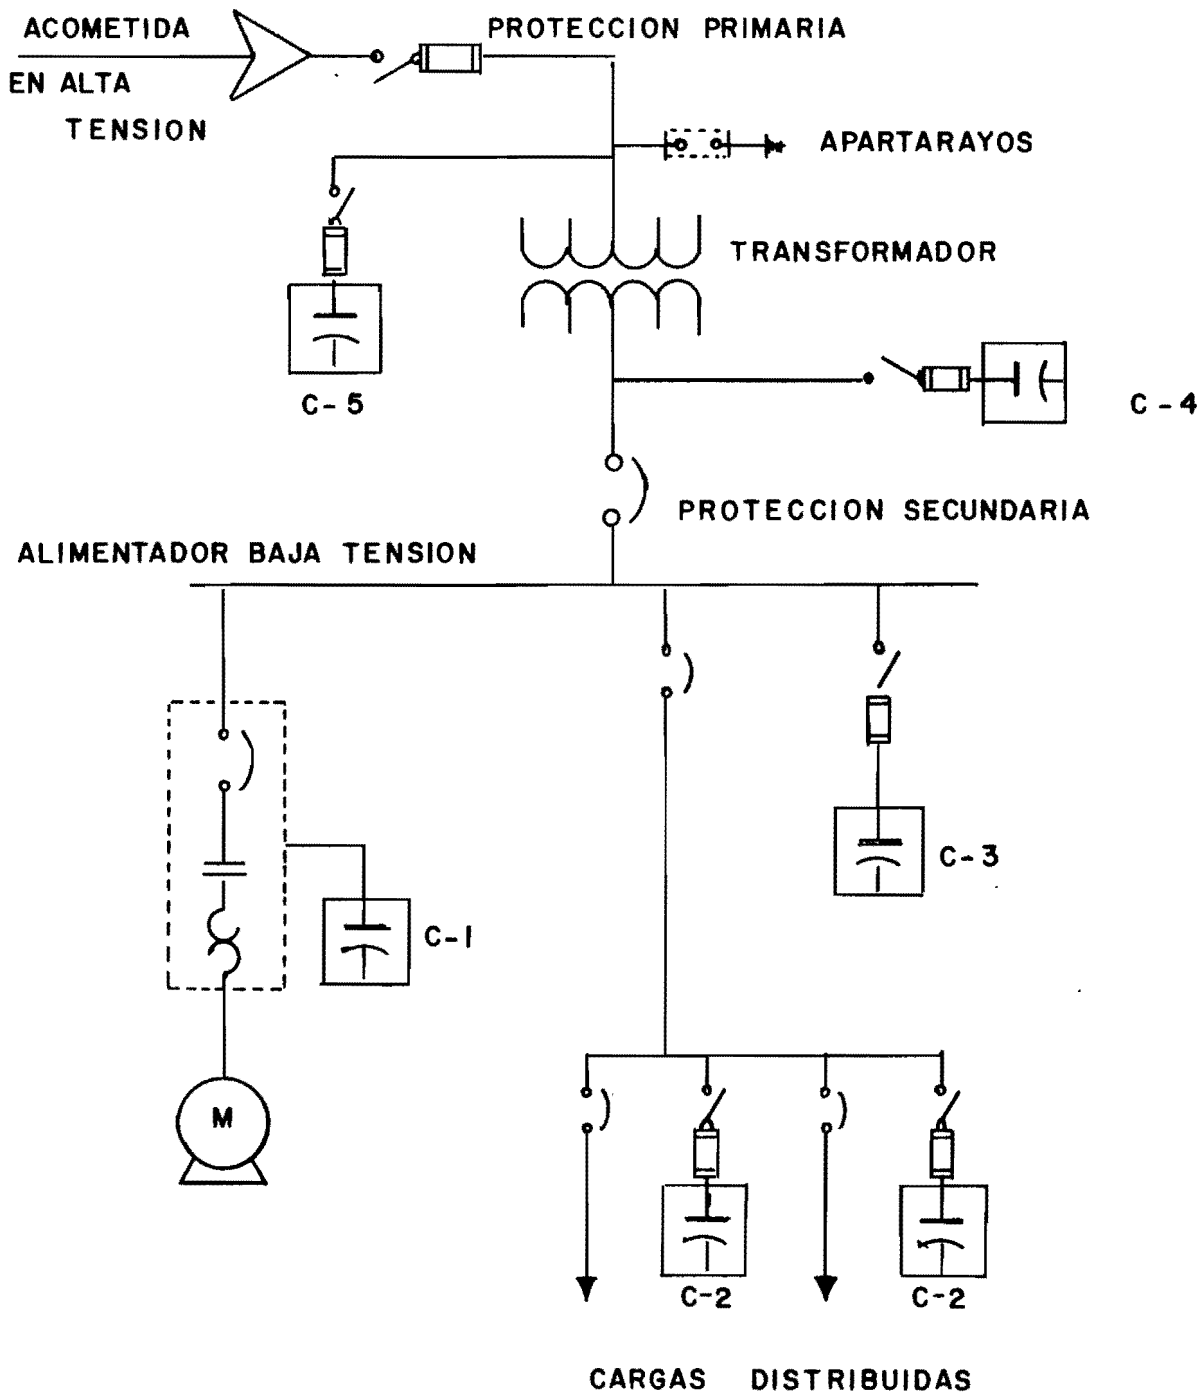 ACOMETIDA
EN ALTA
TENSION
PROTECCION PRIMARIA
APARTARAYOS
TRANSFORMADOR
C-5
C-4
PROTECCION SECUNDARIA
ALIMENTADOR BAJA TENSION
C-3
C-1
M
C-2
C-2
CARGAS DISTRIBUIDAS